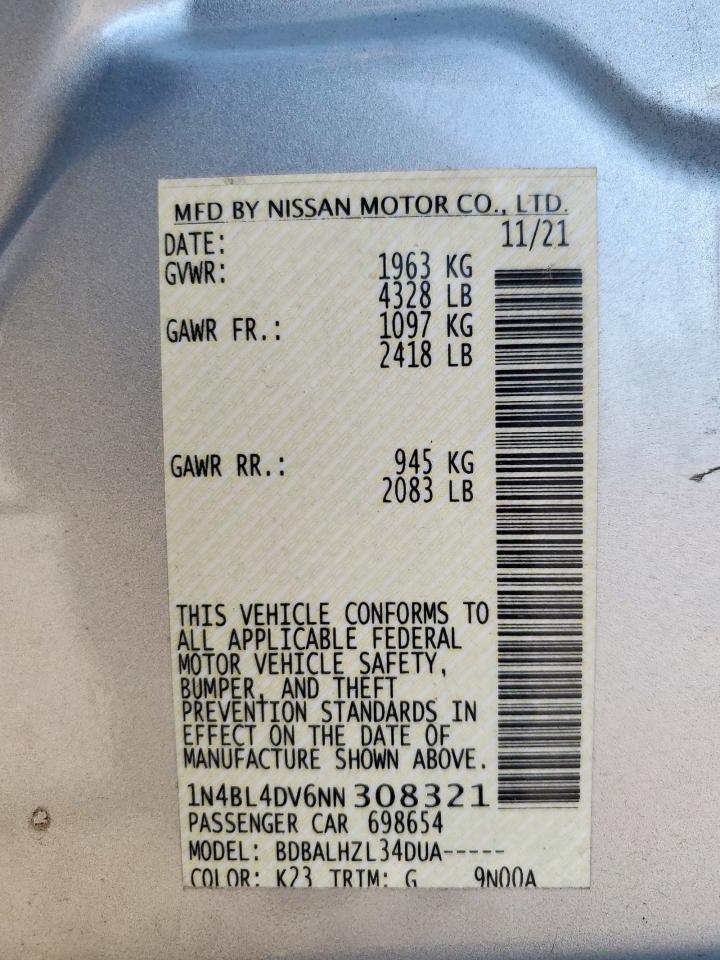 MFD BY NISSAN MOTOR CO., LTD.
DATE: 11/21
GVWR: 1963 KG
4328 LB
GAWR FR.: 1097 KG
2418 LB
GAWR RR.: 945 KG
2083 LB
THIS VEHICLE CONFORMS TO
ALL APPLICABLE FEDERAL
MOTOR VEHICLE SAFETY,
BUMPER, AND THEFT
PREVENTION STANDARDS IN
EFFECT ON THE DATE OF
MANUFACTURE SHOWN ABOVE.
1N4BL4DV6NN308321
PASSENGER CAR 698654
MODEL: BDBALHZL34DUA-----
COLOR: K23 TRIM: G 9N00A